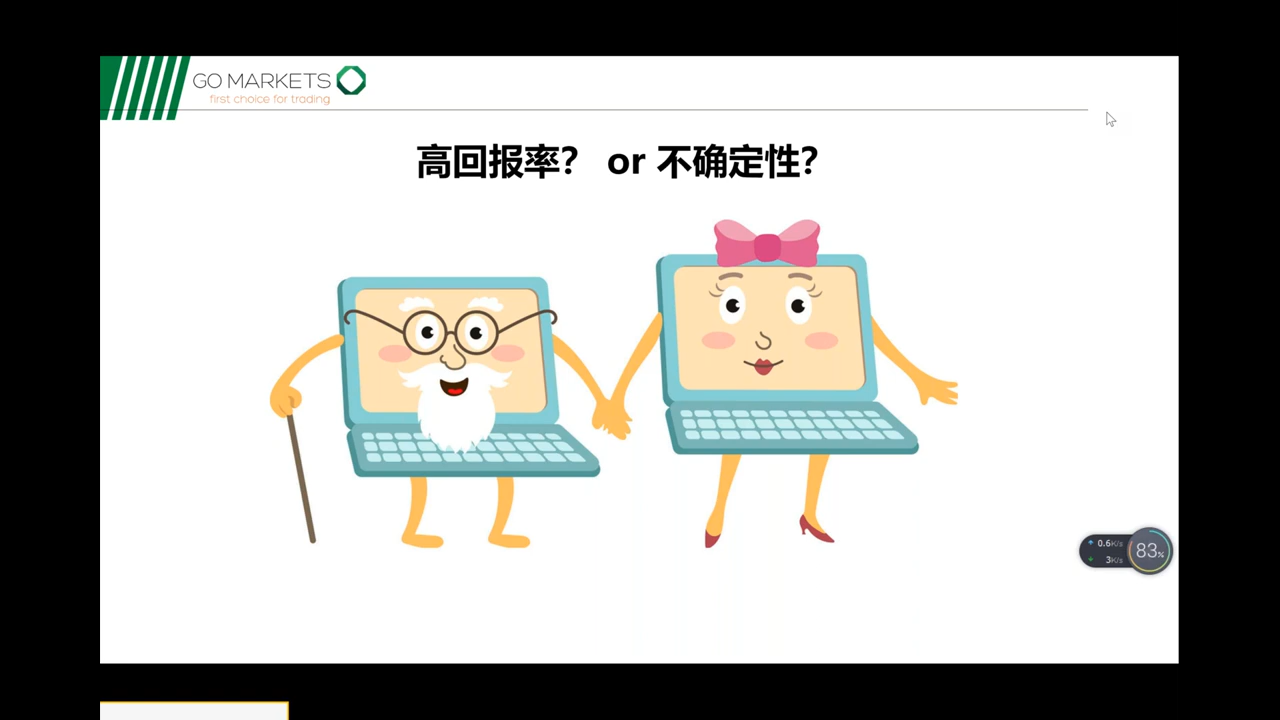 GO MARKETS
first choice for trading
高回报率? or 不确定性?
0.6K/s
3K/s
83%